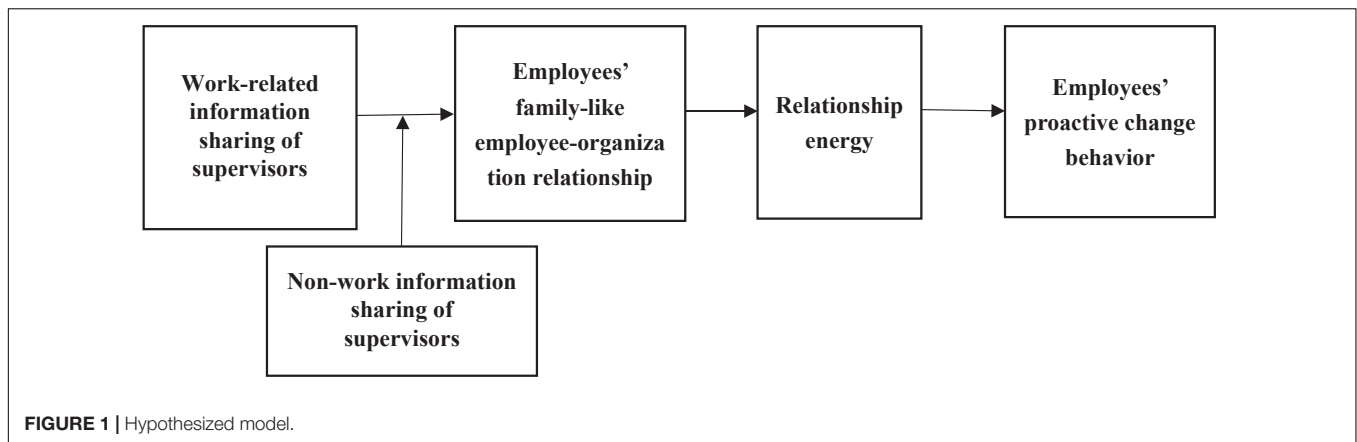 Work-related
information
sharing of
supervisors
Employees'
family-like
employee-organiza
tion relationship
Relationship
energy
Employees'
proactive change
behavior
Non-work information
sharing of
supervisors
FIGURE 1 | Hypothesized model.